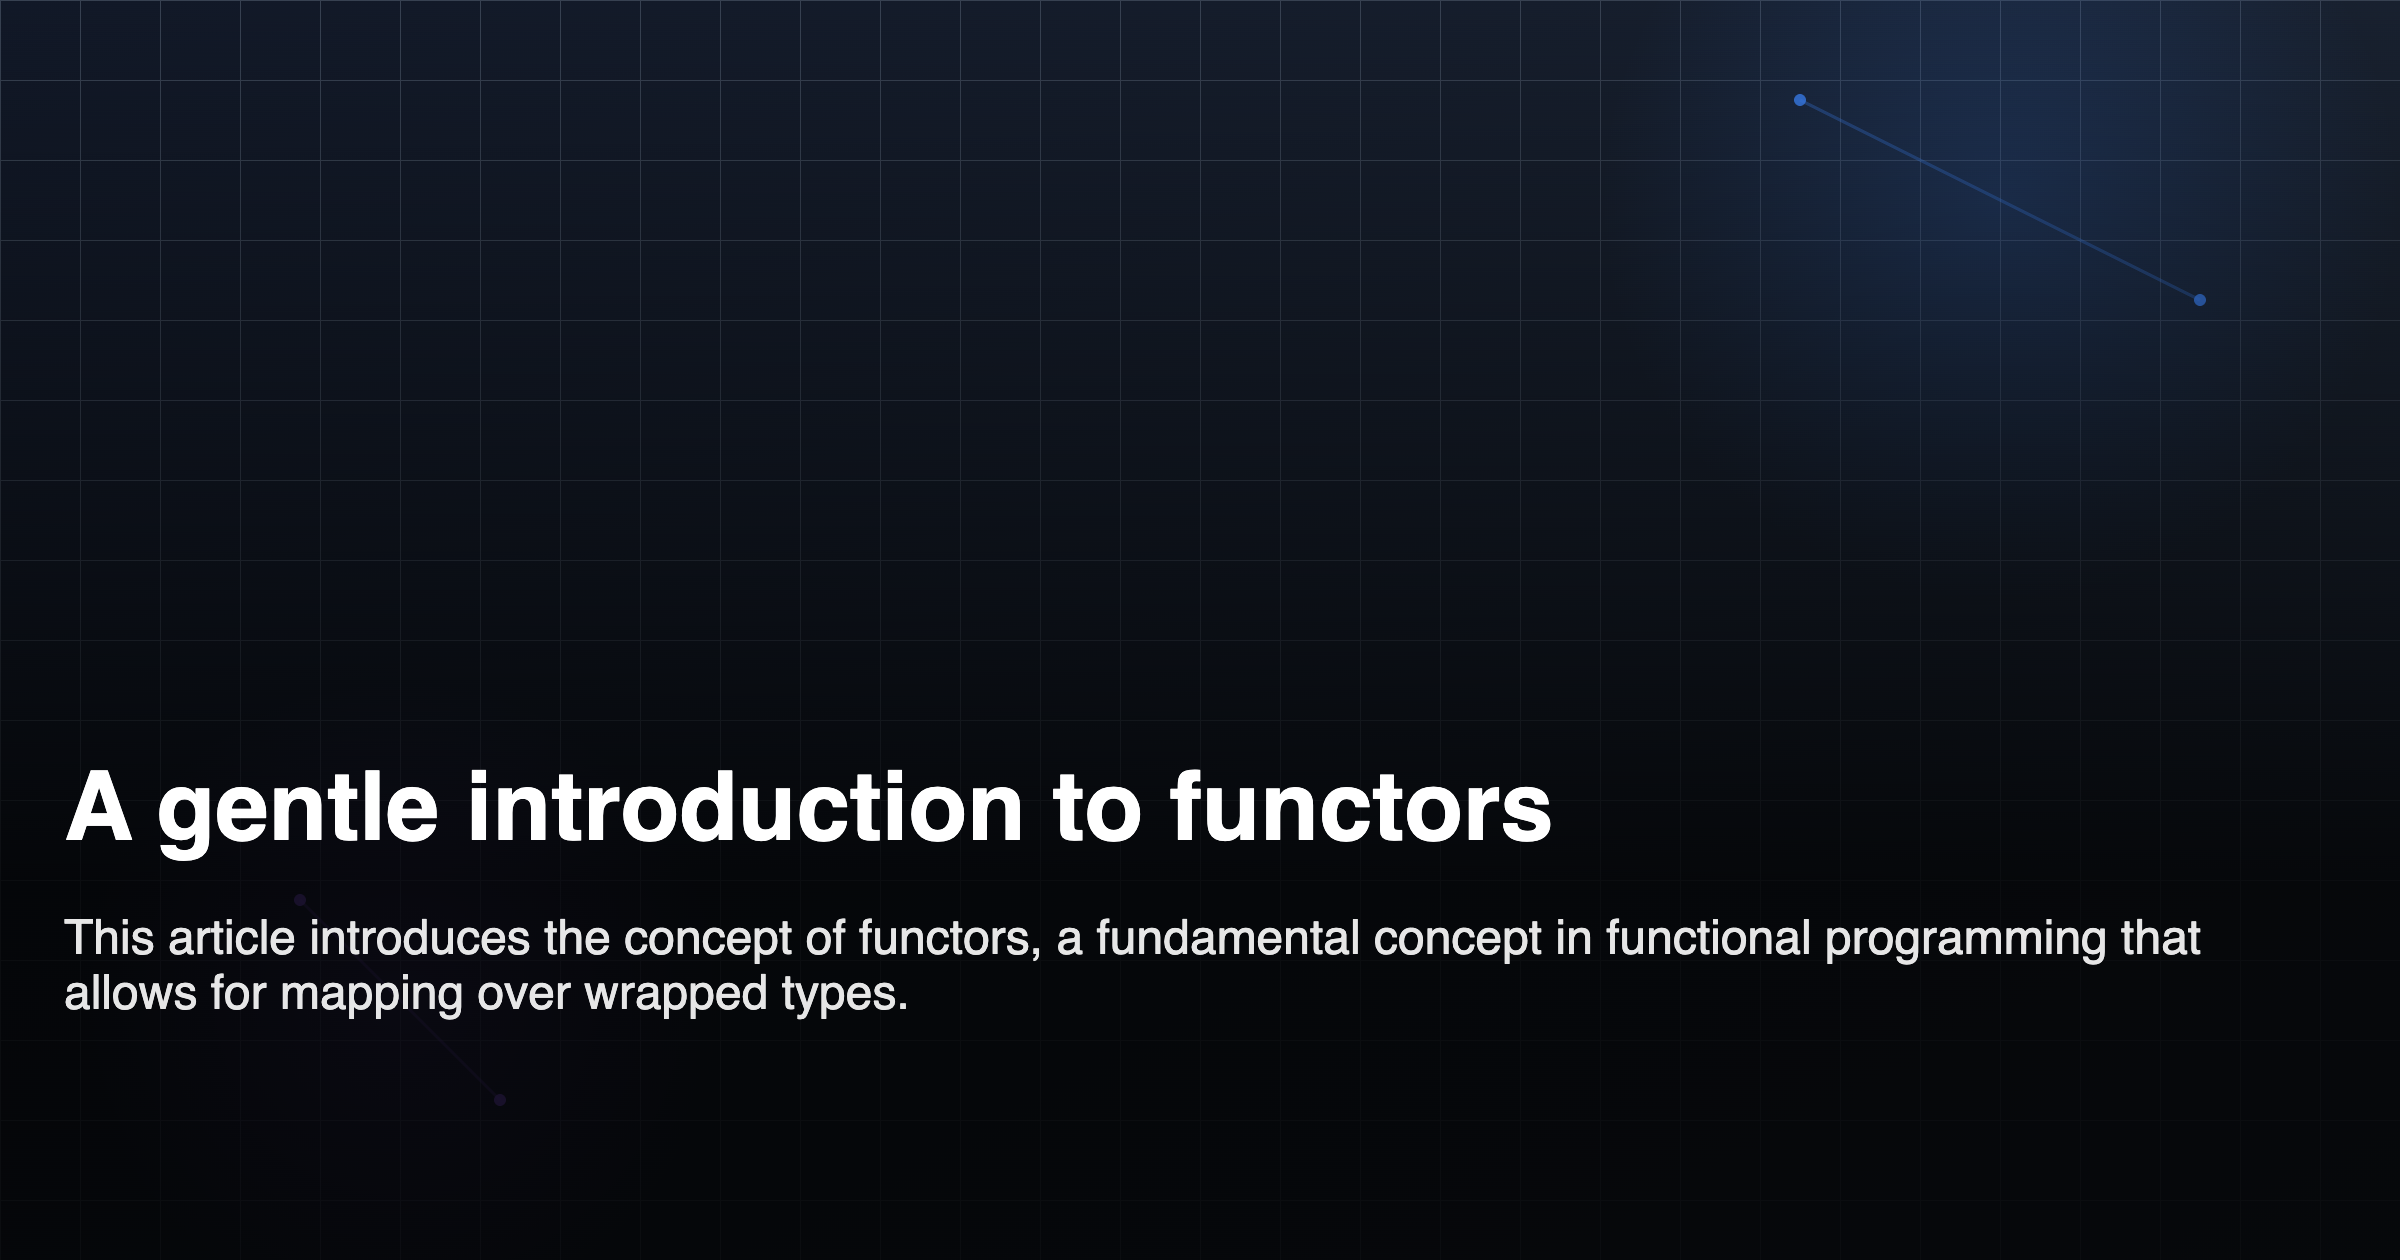 A gentle introduction to functors
This article introduces the concept of functors, a fundamental concept in functional programming that
allows for mapping over wrapped types.